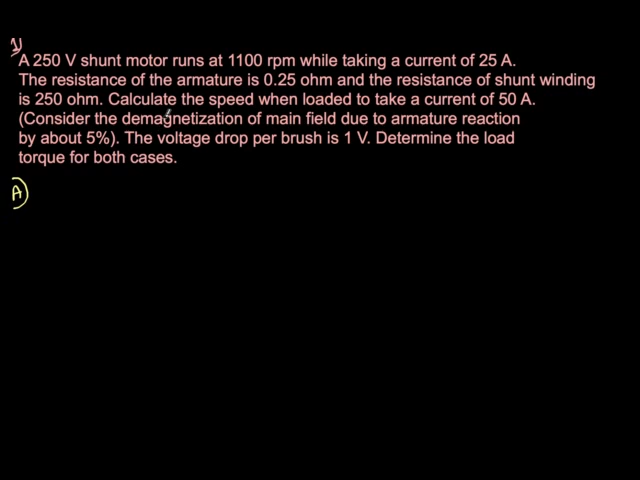 1)
A 250 V shunt motor runs at 1100 rpm while taking a current of 25 A.
The resistance of the armature is 0.25 ohm and the resistance of shunt winding
is 250 ohm. Calculate the speed when loaded to take a current of 50 A.
(Consider the demagnetization of main field due to armature reaction
by about 5%). The voltage drop per brush is 1 V. Determine the load
torque for both cases.
A)